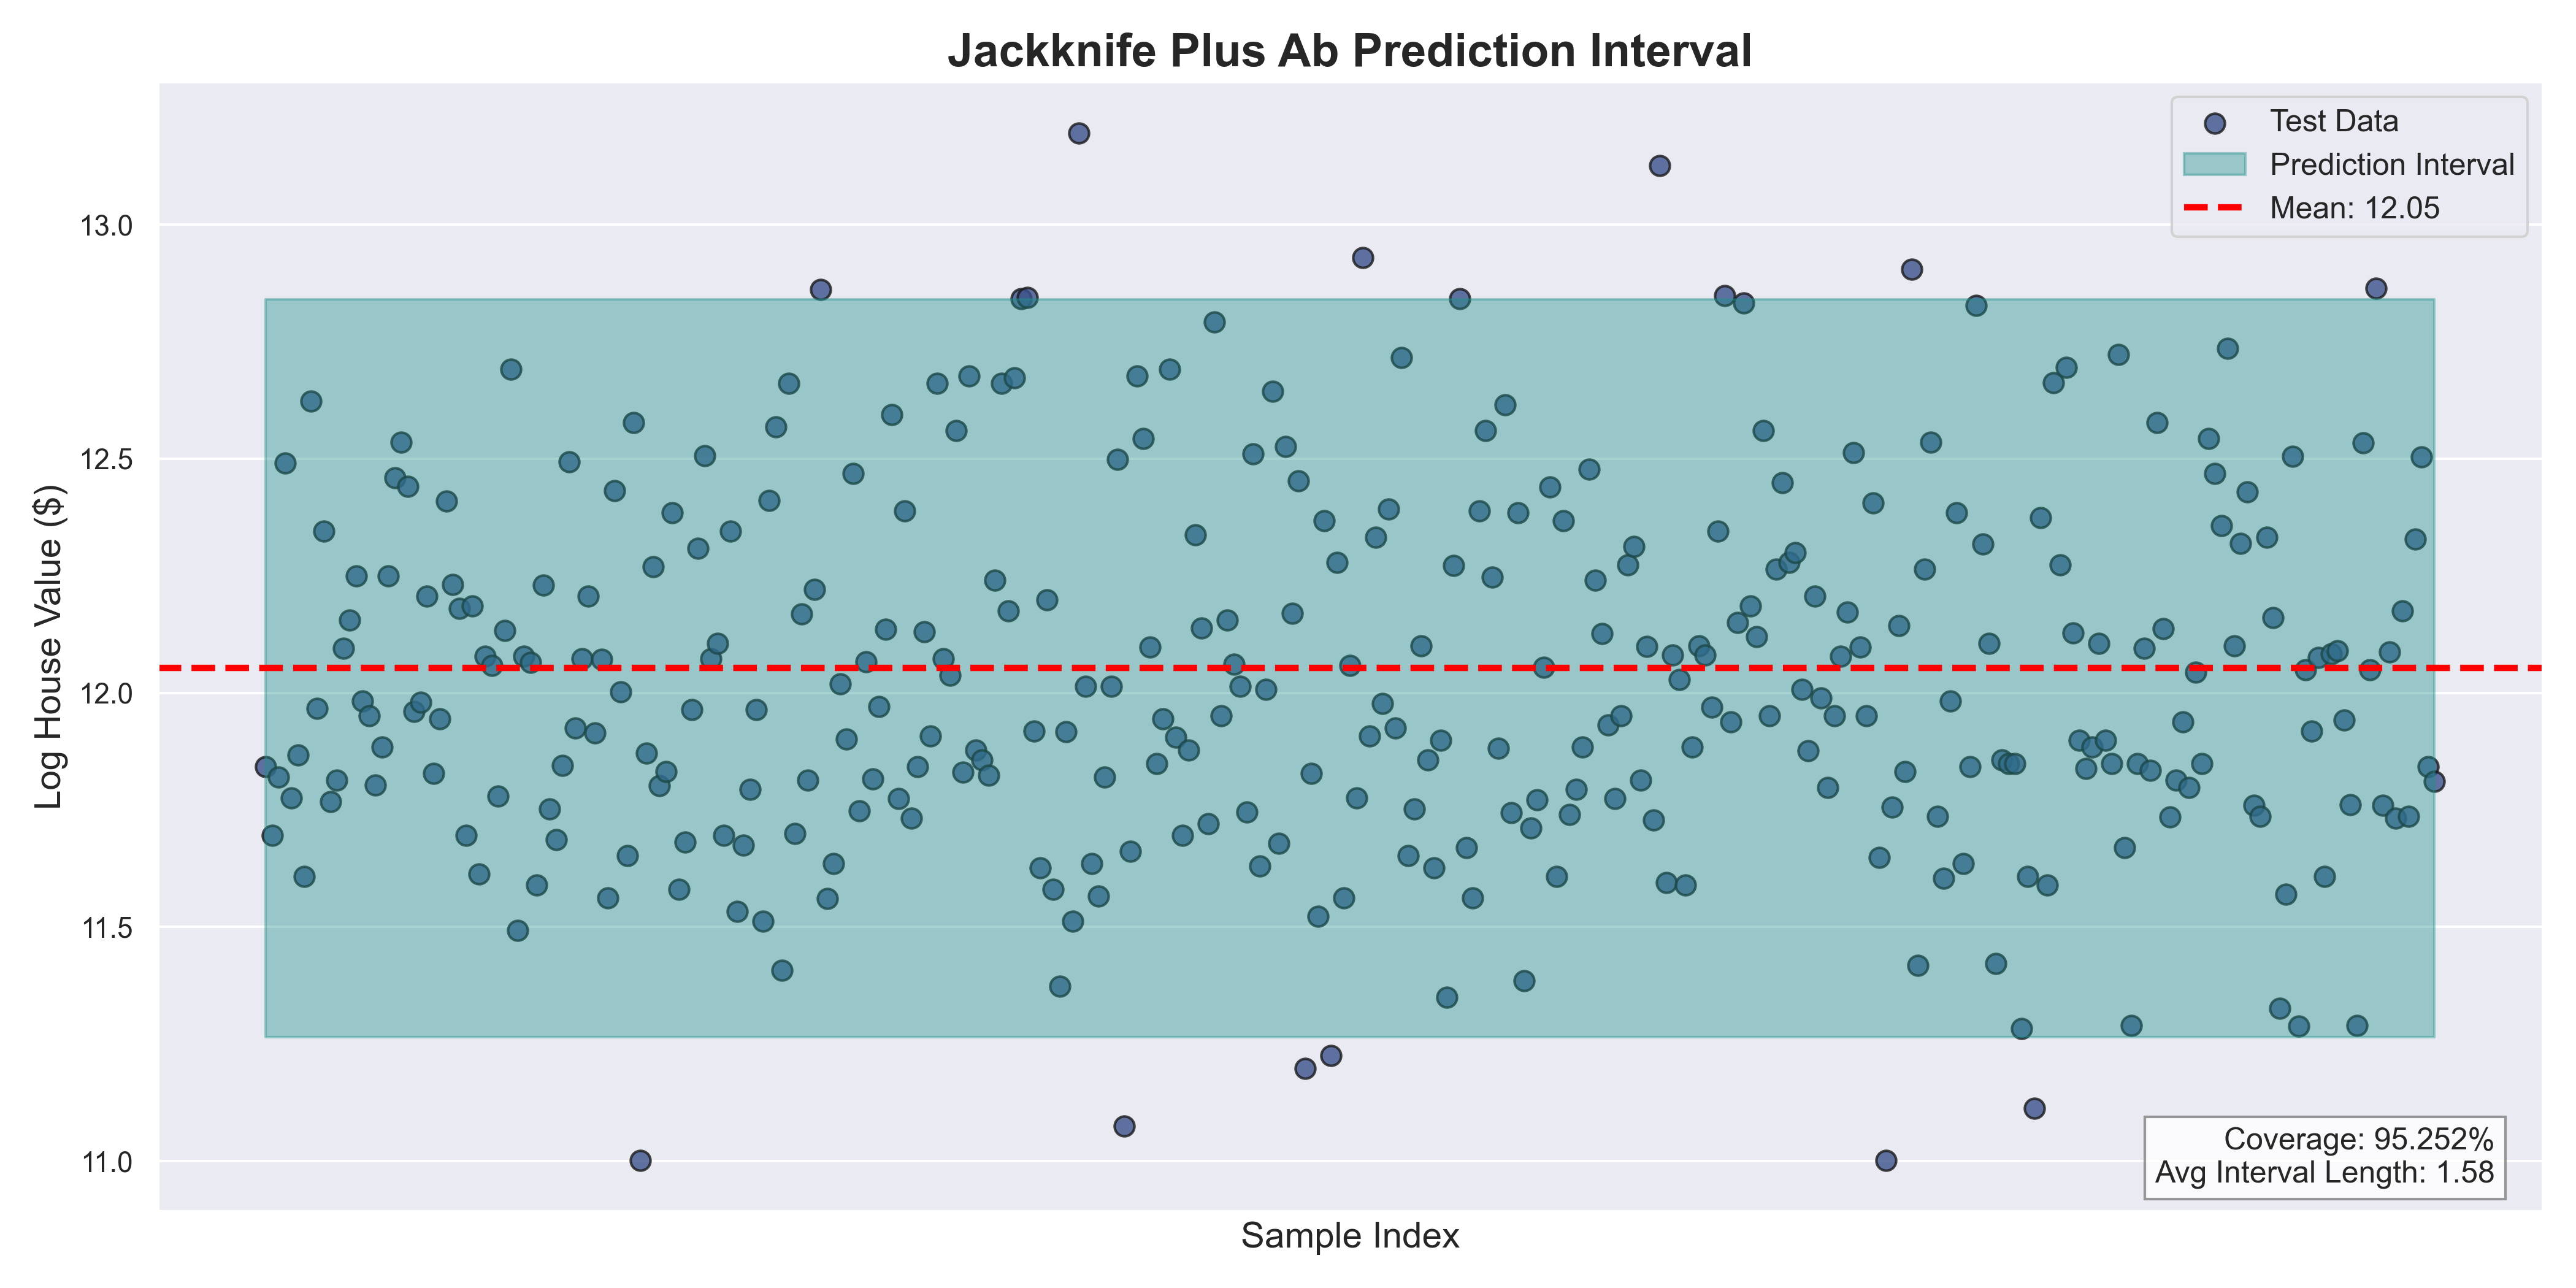 Jackknife Plus Ab Prediction Interval
Test Data
Prediction Interval
Mean: 12.05
13.0
12.5
12.0
11.5
11.0
Log House Value ($)
Coverage: 95.252%
Avg Interval Length: 1.58
Sample Index